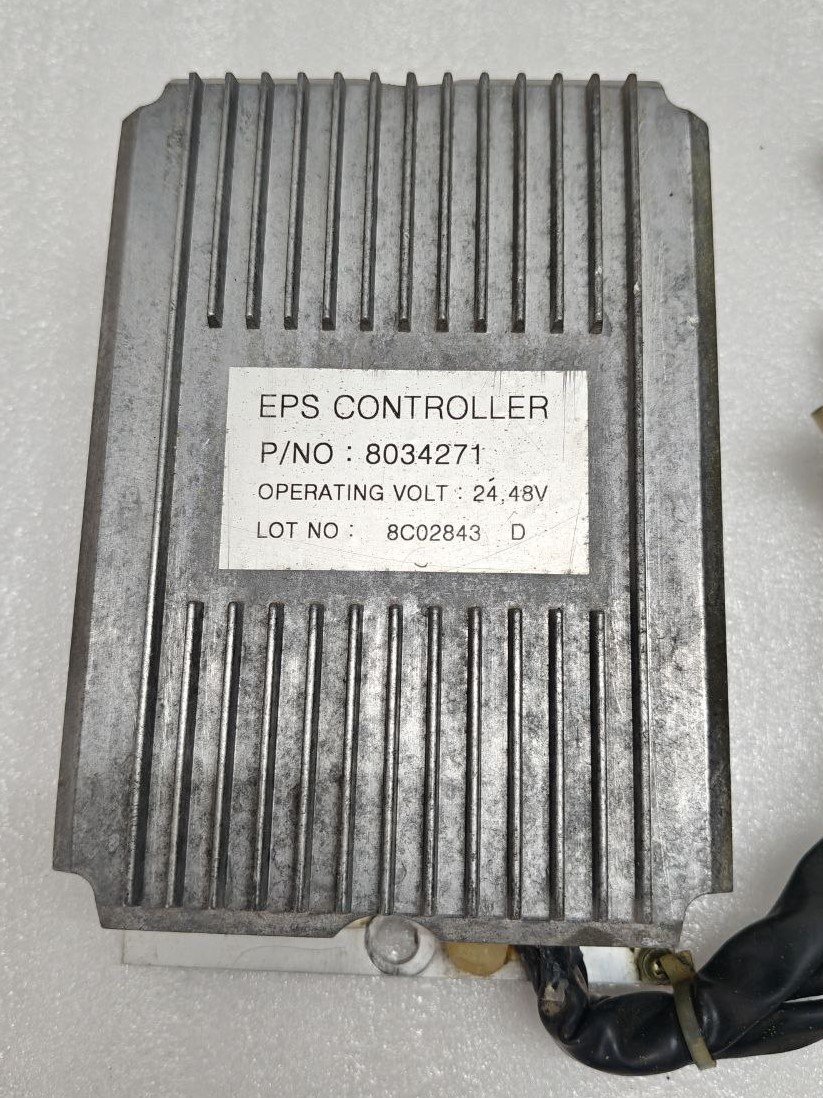 EPS CONTROLLER
P/NO : 8034271
OPERATING VOLT : 24,48V
LOT NO : 8C02843 D